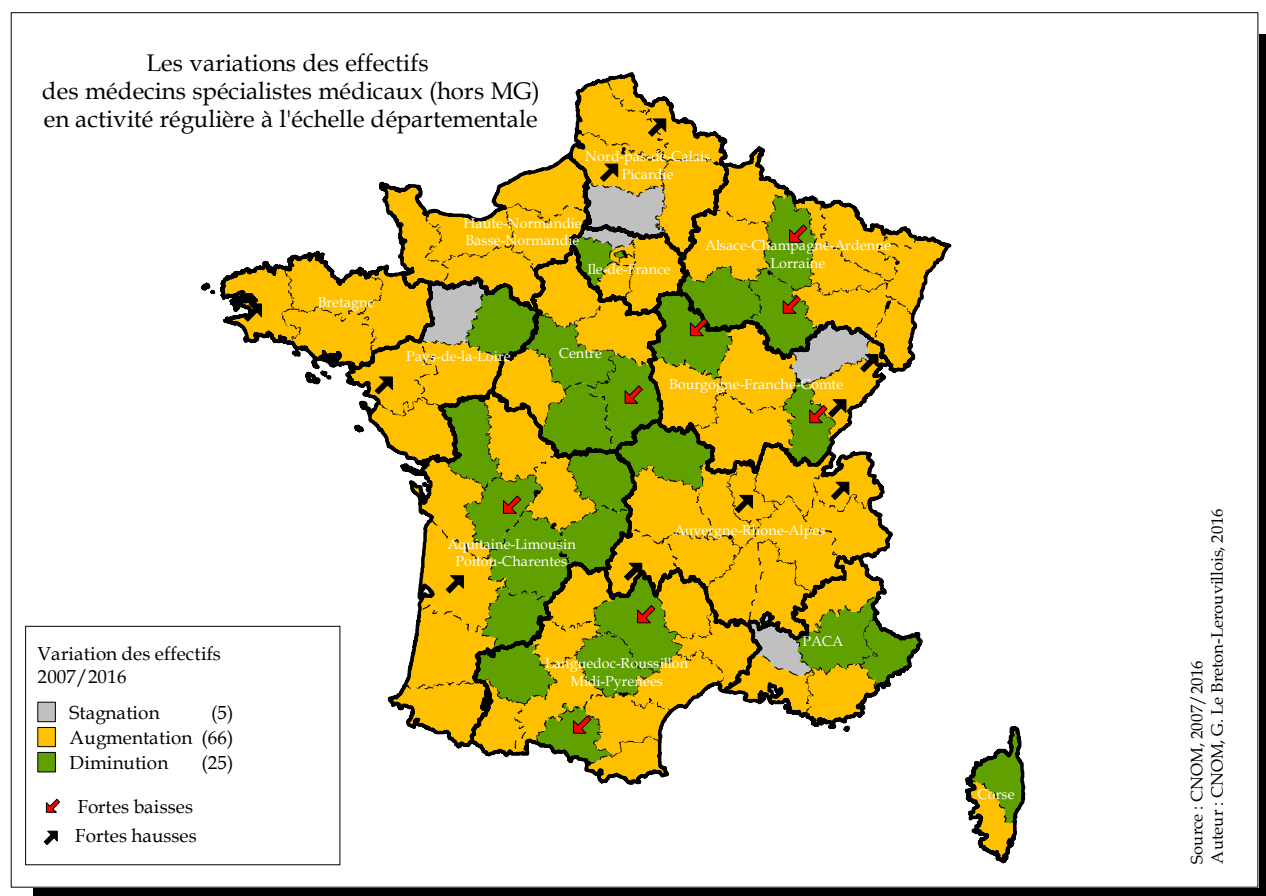 Les variations des effectifs
des médecins spécialistes médicaux (hors MG)
en activité régulière à l'échelle départementale
Nord-pas-de-Calais
Picardie
Haute-Normandie
Basse-Normandie
Alsace-Champagne-Ardenne
Lorraine
Ile-de-France
Bretagne
Pays-de-la-Loire
Centre
Bourgogne-Franche-Comte
Auvergne-Rhone-Alpes
Aquitaine-Limousin
Poitou-Charentes
PACA
Languedoc-Roussillon
Midi-Pyrenees
Corse
Variation des effectifs
2007/2016
Stagnation (5)
Augmentation (66)
Diminution (25)
Fortes baisses
Fortes hausses
Source : CNOM, 2007/2016
Auteur : CNOM, G. Le Breton-Lerouvillois, 2016